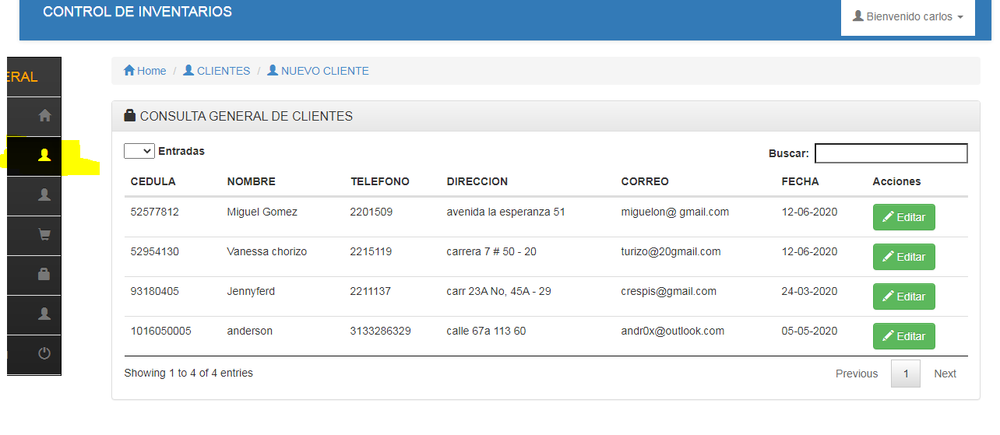 CONTROL DE INVENTARIOS
Bienvenido carlos
ERAL
Home / CLIENTES / NUEVO CLIENTE
CONSULTA GENERAL DE CLIENTES
Entradas
Buscar:
CEDULA NOMBRE TELEFONO DIRECCION CORREO FECHA Acciones
52577812 Miguel Gomez 2201509 avenida la esperanza 51 miguelon@ gmail.com 12-06-2020 Editar
52954130 Vanessa chorizo 2215119 carrera 7 # 50 - 20 turizo@20gmail.com 12-06-2020 Editar
93180405 Jennyferd 2211137 carr 23A No, 45A - 29 crespis@gmail.com 24-03-2020 Editar
1016050005 anderson 3133286329 calle 67a 113 60 andr0x@outlook.com 05-05-2020 Editar
Showing 1 to 4 of 4 entries
Previous 1 Next